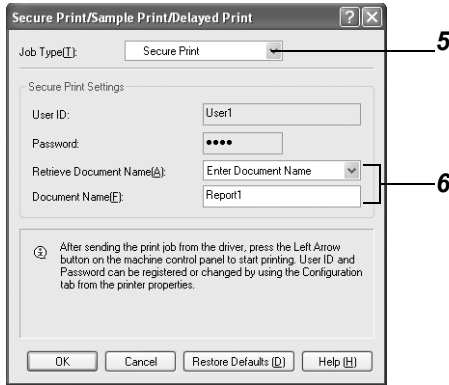 Secure Print/Sample Print/Delayed Print
Job Type(T): Secure Print
5
Secure Print Settings
User ID: User1
Password: ••••
Retrieve Document Name(A): Enter Document Name
6
Document Name(F): Report1
After sending the print job from the driver, press the Left Arrow
button on the machine control panel to start printing. User ID and
Password can be registered or changed by using the Configuration
tab from the printer properties.
OK Cancel Restore Defaults (D) Help (H)